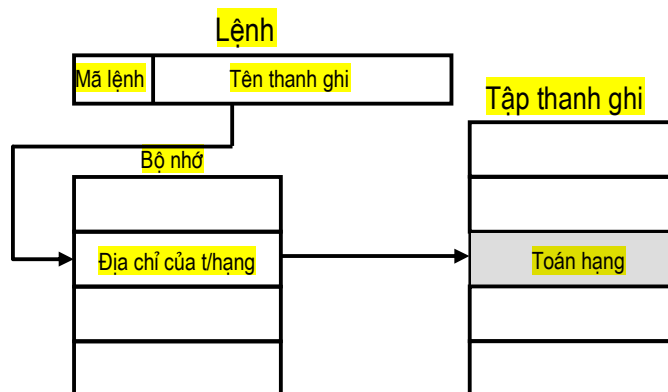 Lệnh
Mã lệnh
Tên thanh ghi
Tập thanh ghi
Bộ nhớ
Địa chỉ của t/hạng
Toán hạng